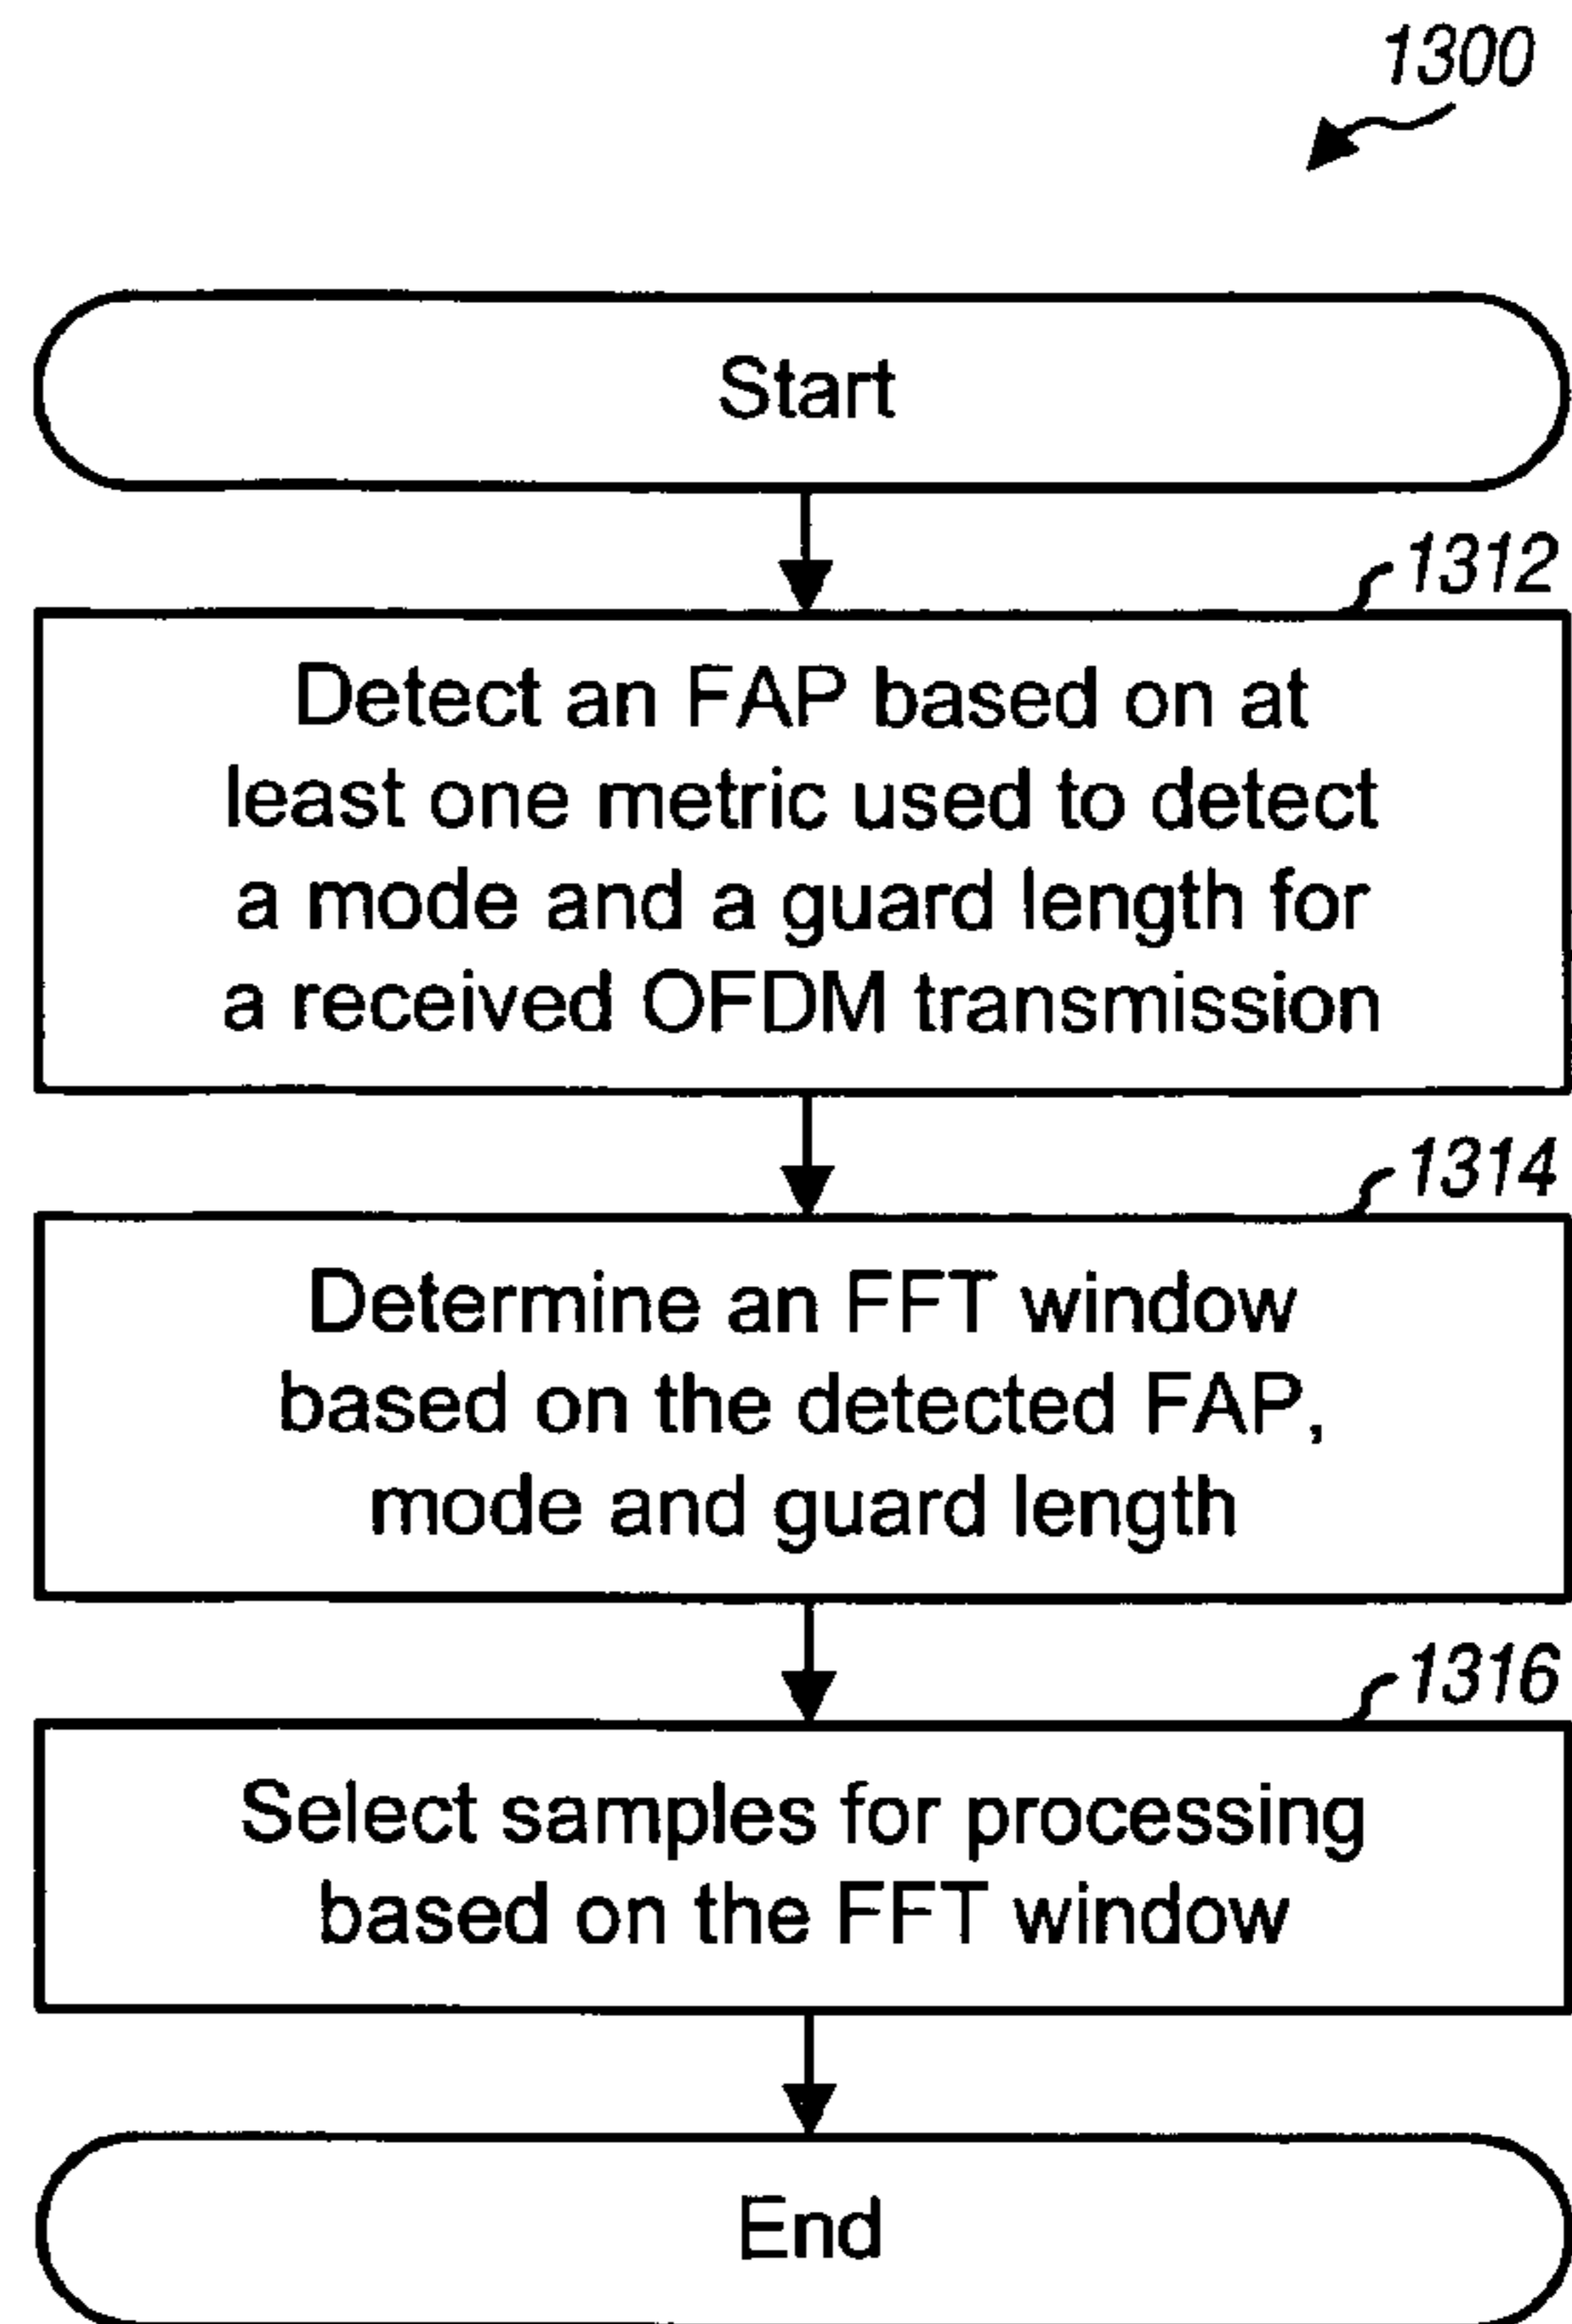 1300
Start
1312
Detect an FAP based on at
least one metric used to detect
a mode and a guard length for
a received OFDM transmission
1314
Determine an FFT window
based on the detected FAP,
mode and guard length
1316
Select samples for processing
based on the FFT window
End